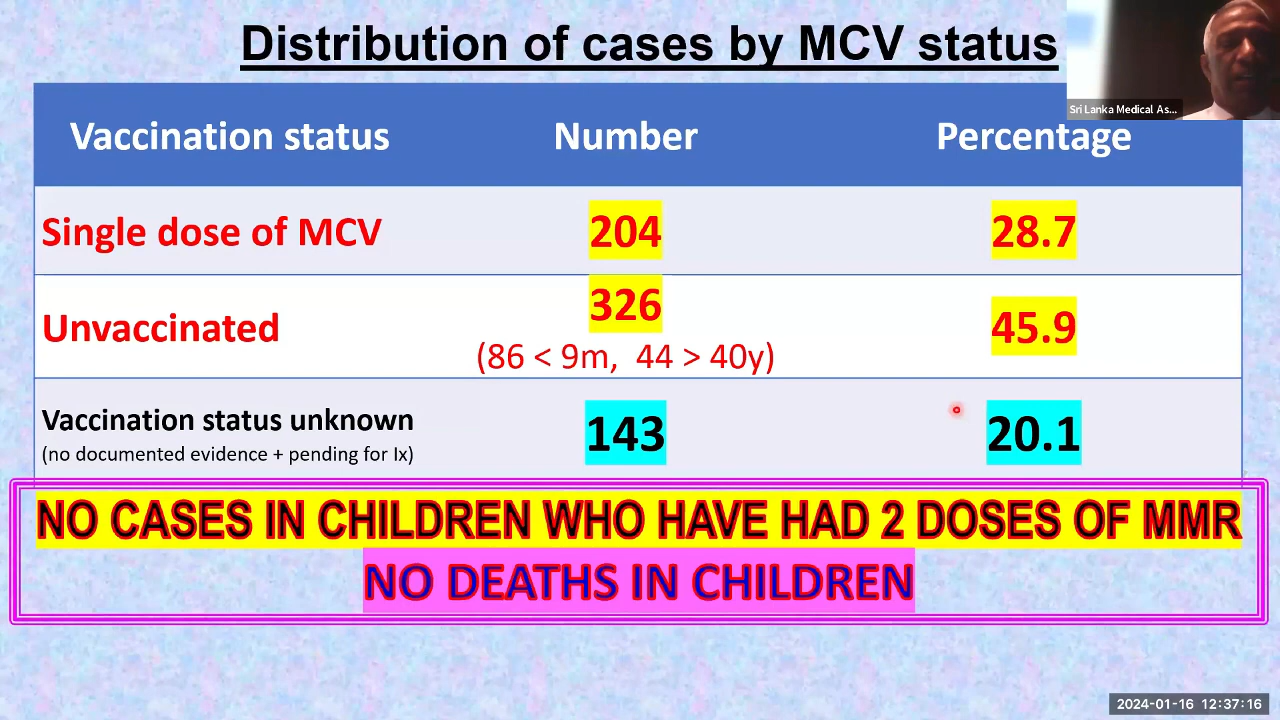 Distribution of cases by MCV status
Sri Lanka Medical As...
Vaccination status Number Percentage
Single dose of MCV 204 28.7
Unvaccinated 326 45.9
(86 < 9m, 44 > 40y)
Vaccination status unknown 143 20.1
(no documented evidence + pending for Ix)
NO CASES IN CHILDREN WHO HAVE HAD 2 DOSES OF MMR
NO DEATHS IN CHILDREN
2024-01-16 12:37:16